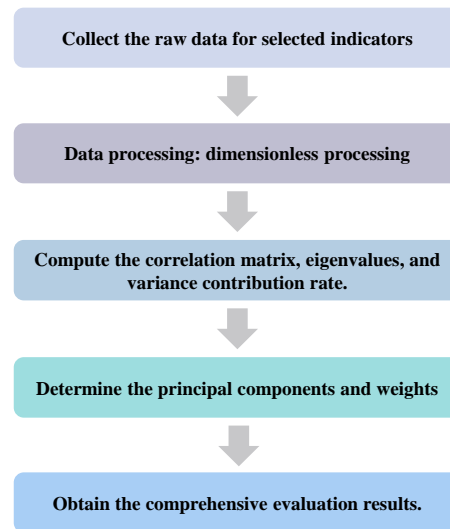 Collect the raw data for selected indicators
Data processing: dimensionless processing
Compute the correlation matrix, eigenvalues, and
variance contribution rate.
Determine the principal components and weights
Obtain the comprehensive evaluation results.